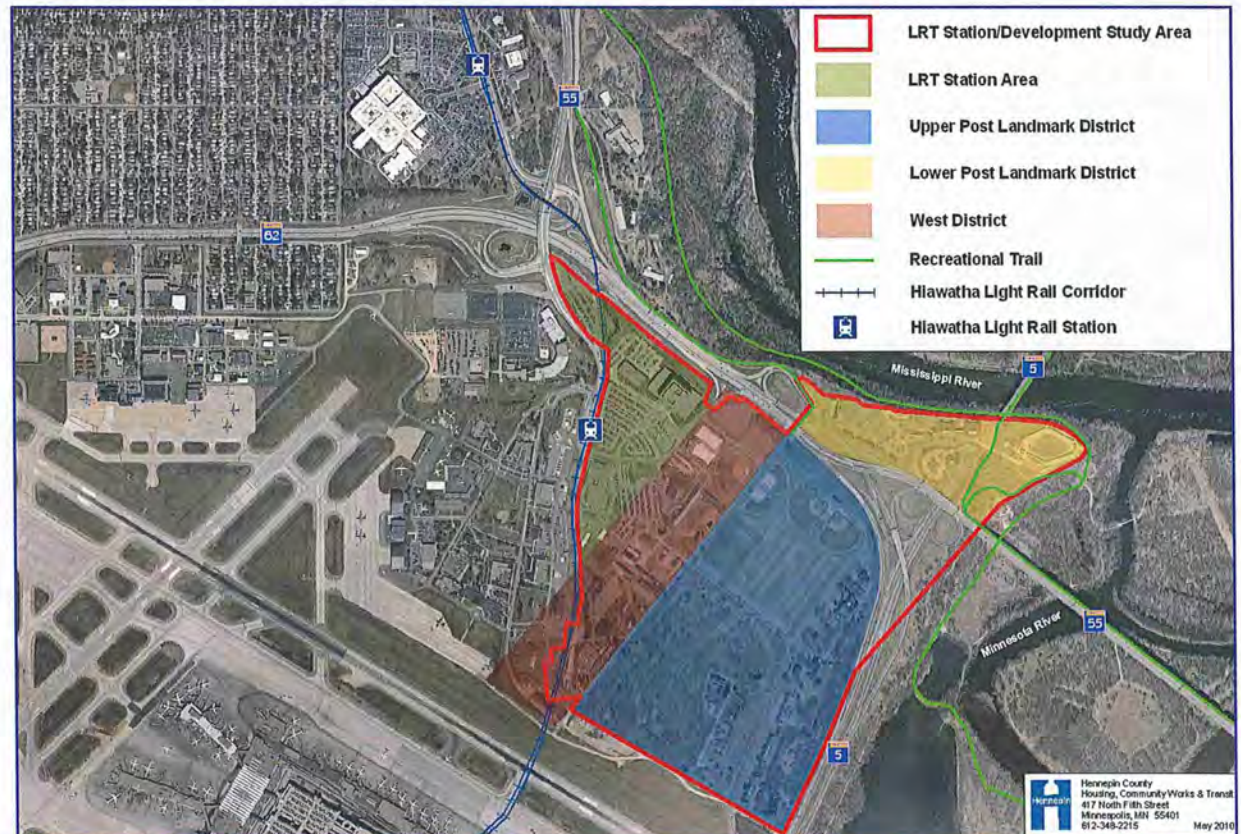 LRT Station/Development Study Area
LRT Station Area
Upper Post Landmark District
Lower Post Landmark District
West District
Recreational Trail
Hiawatha Light Rail Corridor
Hiawatha Light Rail Station
55
62
5
Mississippi River
Minnesota River
55
5
Hennepin
Hennepin County
Housing, Community Works & Transit
417 North Fifth Street
Minneapolis, MN 55401
612-348-2215
May 2010